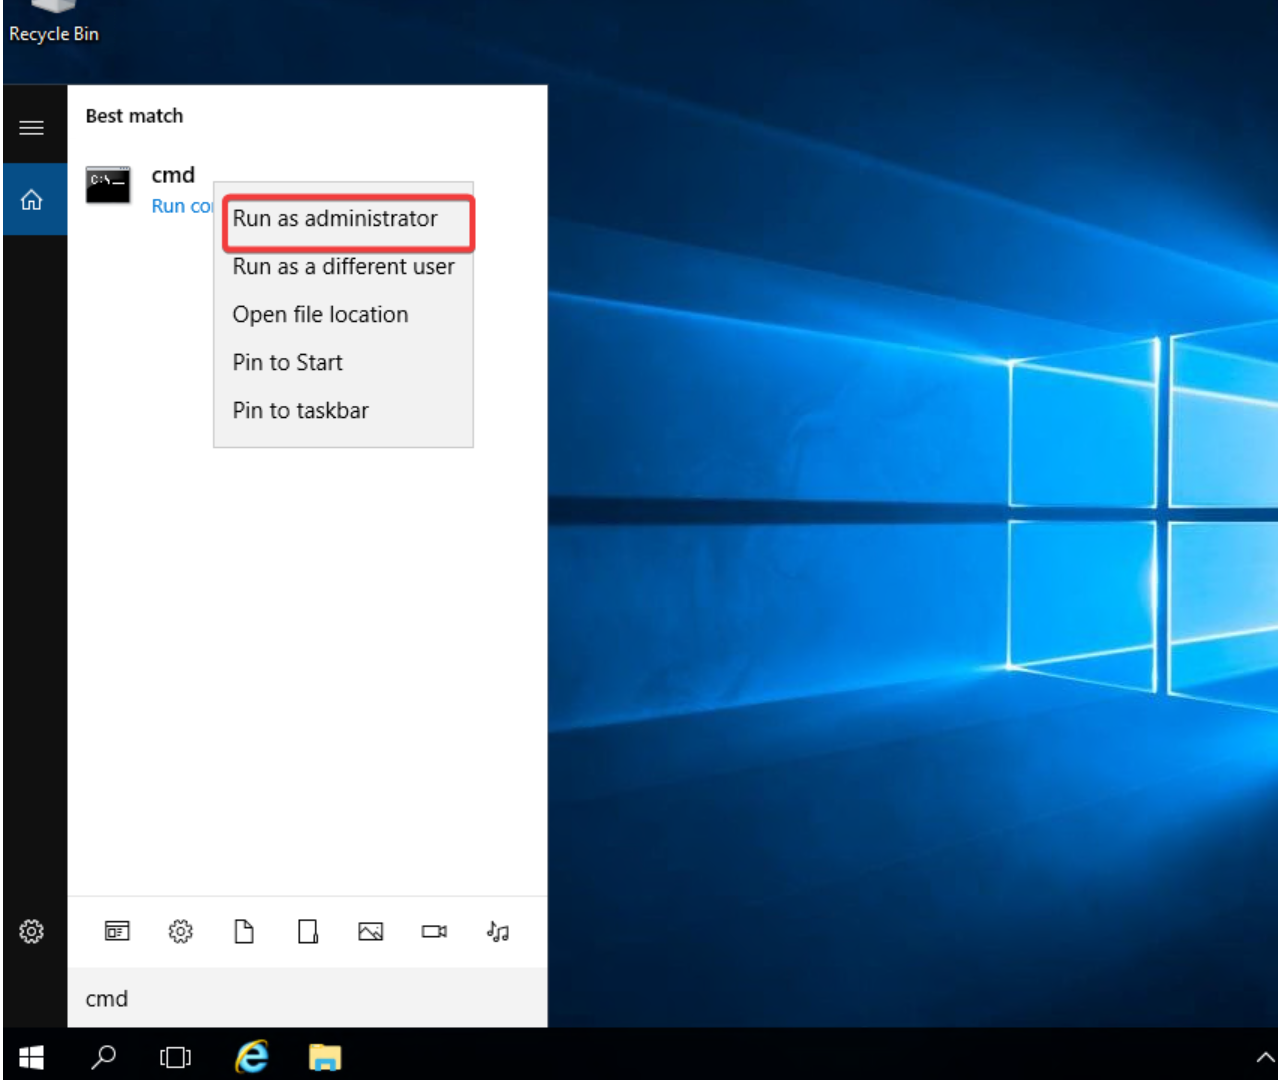 Recycle Bin
Best match
cmd
Run co
Run as administrator
Run as a different user
Open file location
Pin to Start
Pin to taskbar
cmd